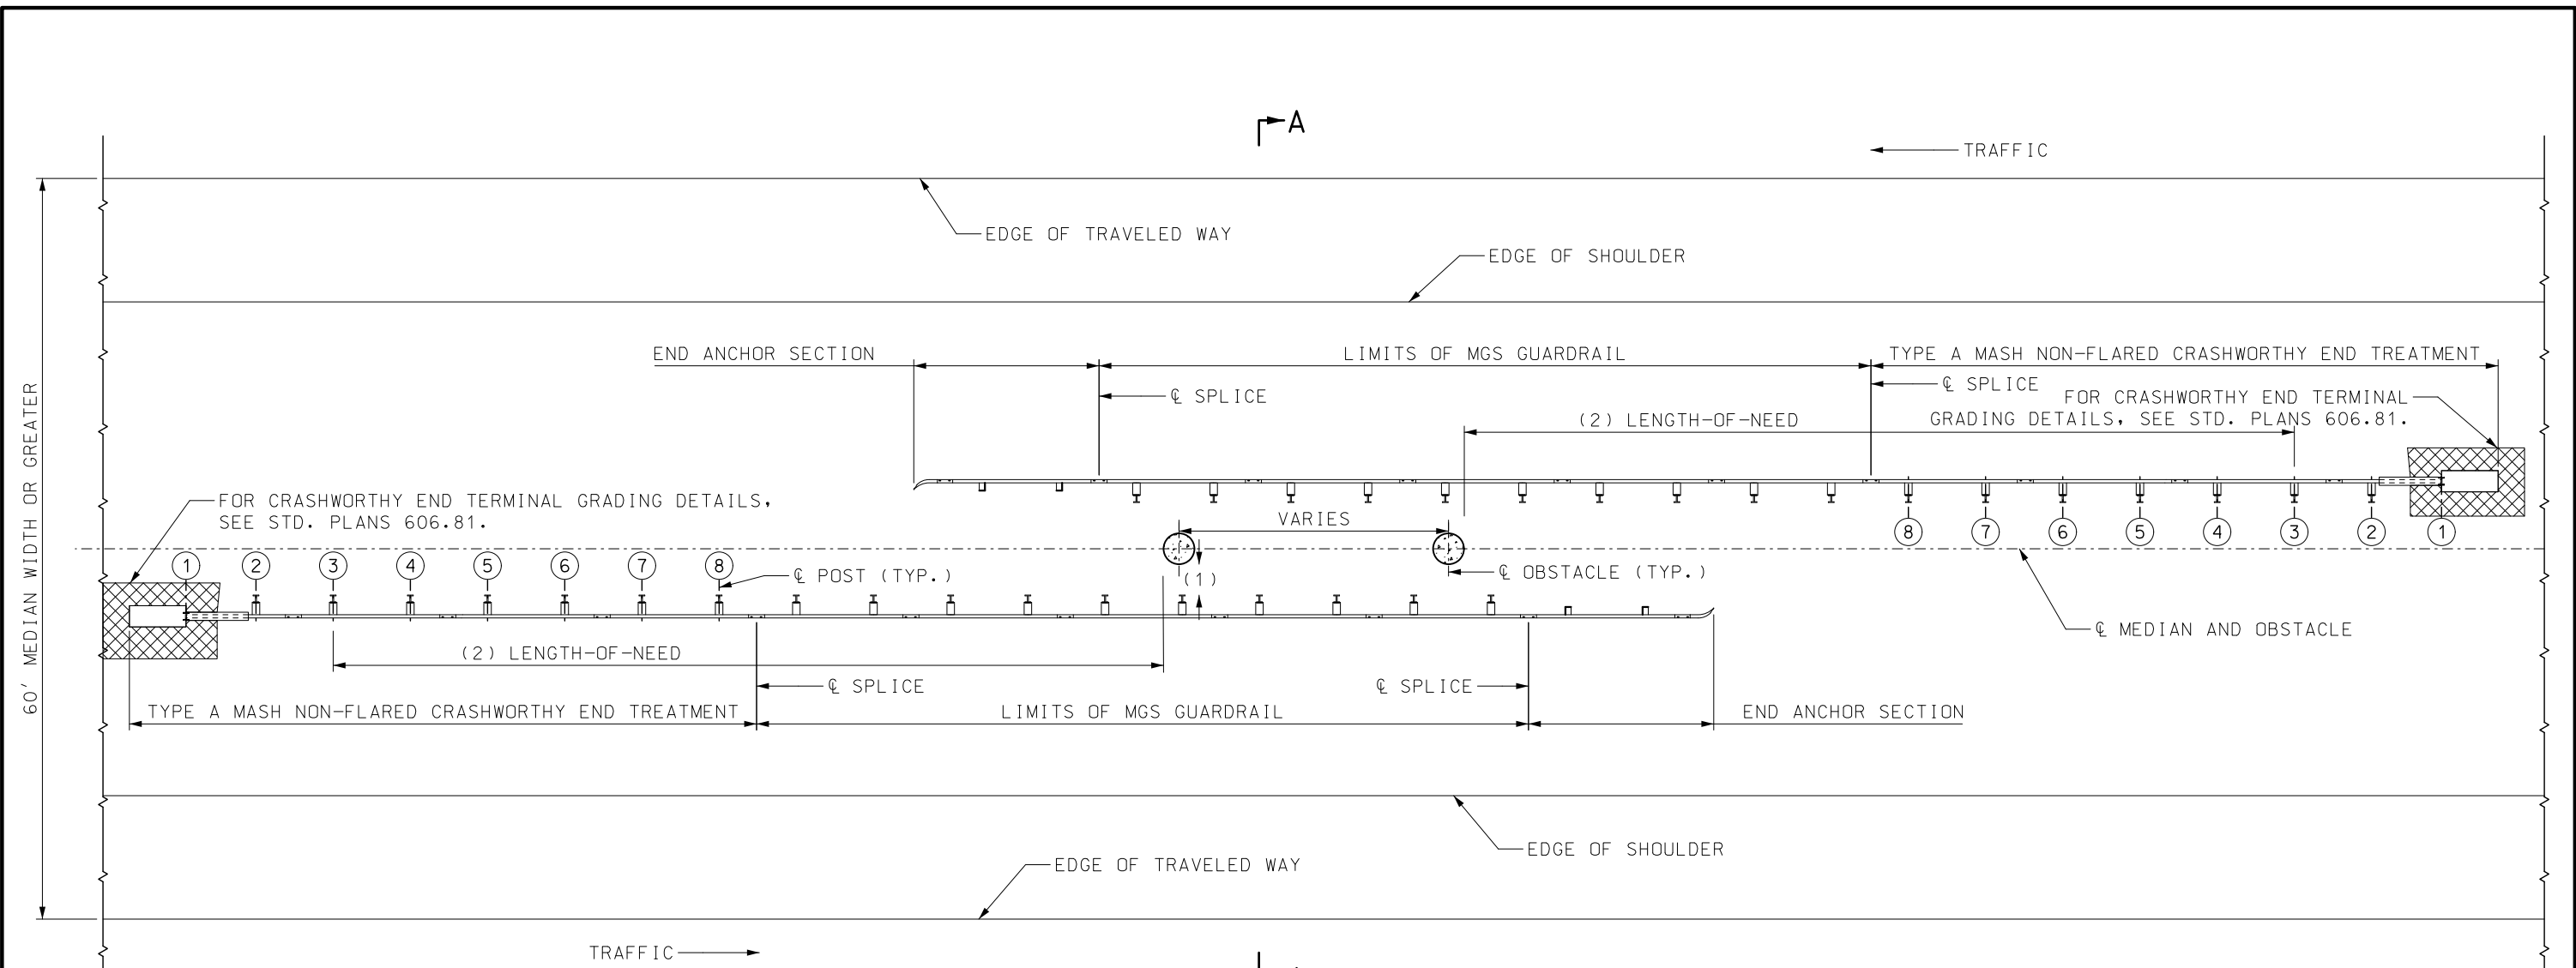 A
TRAFFIC
EDGE OF TRAVELED WAY
EDGE OF SHOULDER
END ANCHOR SECTION
LIMITS OF MGS GUARDRAIL
TYPE A MASH NON-FLARED CRASHWORTHY END TREATMENT
℄ SPLICE
℄ SPLICE
FOR CRASHWORTHY END TERMINAL
GRADING DETAILS, SEE STD. PLANS 606.81.
(2) LENGTH-OF-NEED
60' MEDIAN WIDTH OR GREATER
FOR CRASHWORTHY END TERMINAL GRADING DETAILS,
SEE STD. PLANS 606.81.
VARIES
8 7 6 5 4 3 2 1
1 2 3 4 5 6 7 8
℄ POST (TYP.)
(1)
℄ OBSTACLE (TYP.)
℄ MEDIAN AND OBSTACLE
(2) LENGTH-OF-NEED
℄ SPLICE
℄ SPLICE
TYPE A MASH NON-FLARED CRASHWORTHY END TREATMENT
LIMITS OF MGS GUARDRAIL
END ANCHOR SECTION
EDGE OF SHOULDER
EDGE OF TRAVELED WAY
TRAFFIC